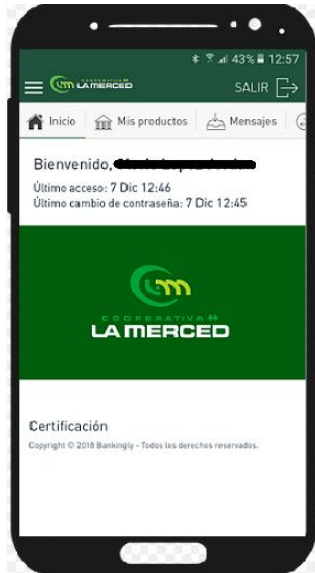 43% 12:57
COOPERATIVA
LA MERCED
SALIR
Inicio Mis productos Mensajes
Bienvenido,
Último acceso: 7 Dic 12:46
Último cambio de contraseña: 7 Dic 12:45
COOPERATIVA
LA MERCED
Certificación
Copyright © 2018 Bankingly - Todos los derechos reservados.